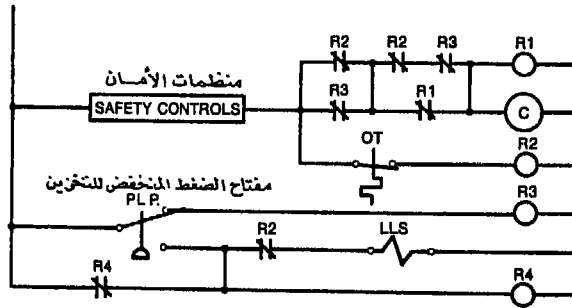 R2 R2 R3 R1
منظمات الأمان
SAFETY CONTROLS
R3 R1 C
OT R2
مفتاح الضغط المنخفض للتخزين
P.L.P. R3
R2 LLS
R4 R4